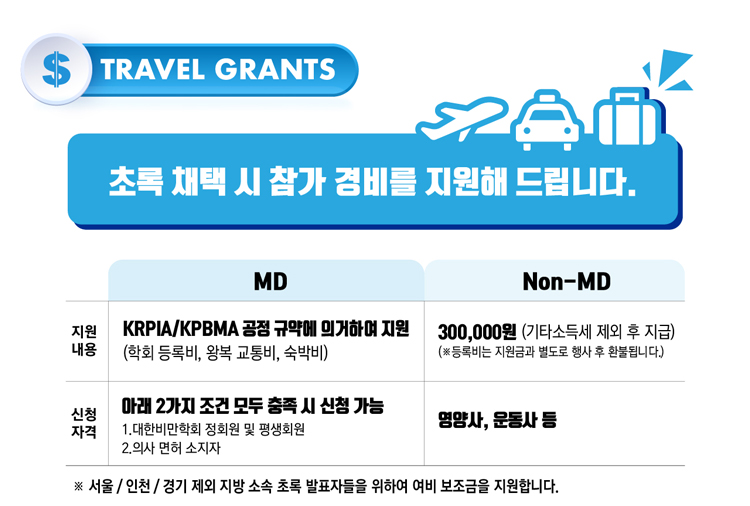 $ TRAVEL GRANTS
초록 채택 시 참가 경비를 지원해 드립니다.
MD
Non-MD
지원
내용
KRPIA/KPBMA 공정 규약에 의거하여 지원
(학회 등록비, 왕복 교통비, 숙박비)
300,000원 (기타소득세 제외 후 지급)
(※등록비는 지원금과 별도로 행사 후 환불됩니다.)
신청
자격
아래 2가지 조건 모두 충족 시 신청 가능
1.대한비만학회 정회원 및 평생회원
2.의사 면허 소지자
영양사, 운동사 등
※ 서울 / 인천 / 경기 제외 지방 소속 초록 발표자들을 위하여 여비 보조금을 지원합니다.